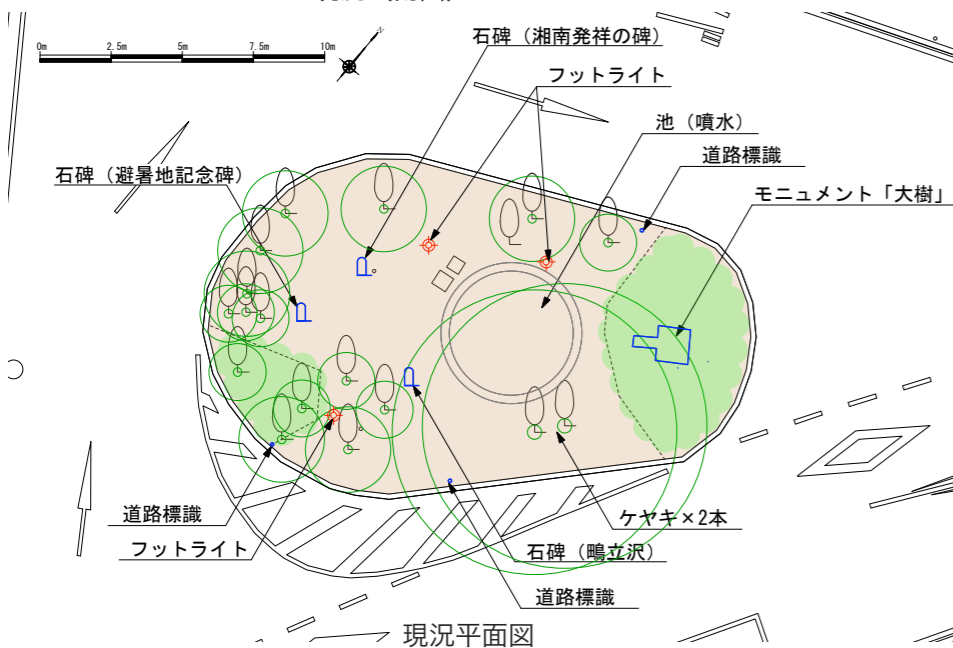 0m 2.5m 5m 7.5m 10m
石碑（湘南発祥の碑）
フットライト
池（噴水）
道路標識
石碑（避暑地記念碑）
モニュメント「大樹」
道路標識
フットライト
ケヤキ×2本
石碑（鴫立沢）
道路標識
現況平面図